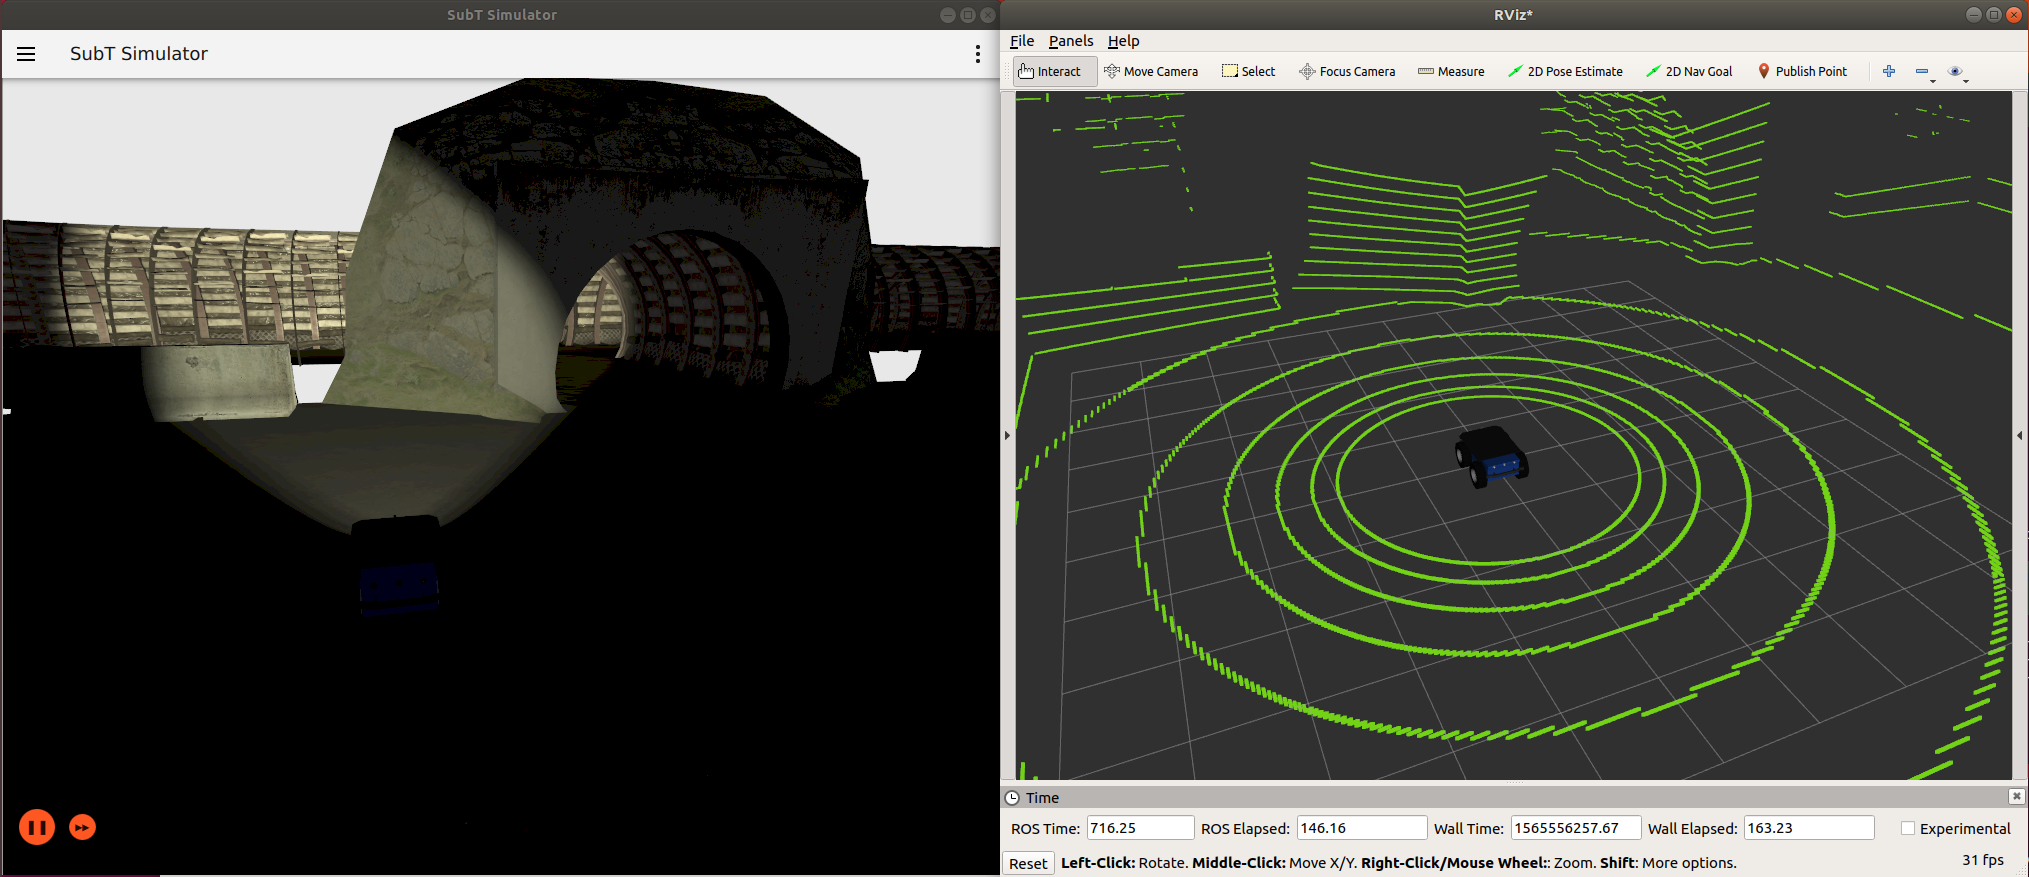 SubT Simulator
SubT Simulator
RViz*
File Panels Help
Interact Move Camera Select Focus Camera Measure 2D Pose Estimate 2D Nav Goal Publish Point
Time
ROS Time: 716.25 ROS Elapsed: 146.16 Wall Time: 1565556257.67 Wall Elapsed: 163.23 Experimental
Reset Left-Click: Rotate. Middle-Click: Move X/Y. Right-Click/Mouse Wheel:: Zoom. Shift: More options. 31 fps